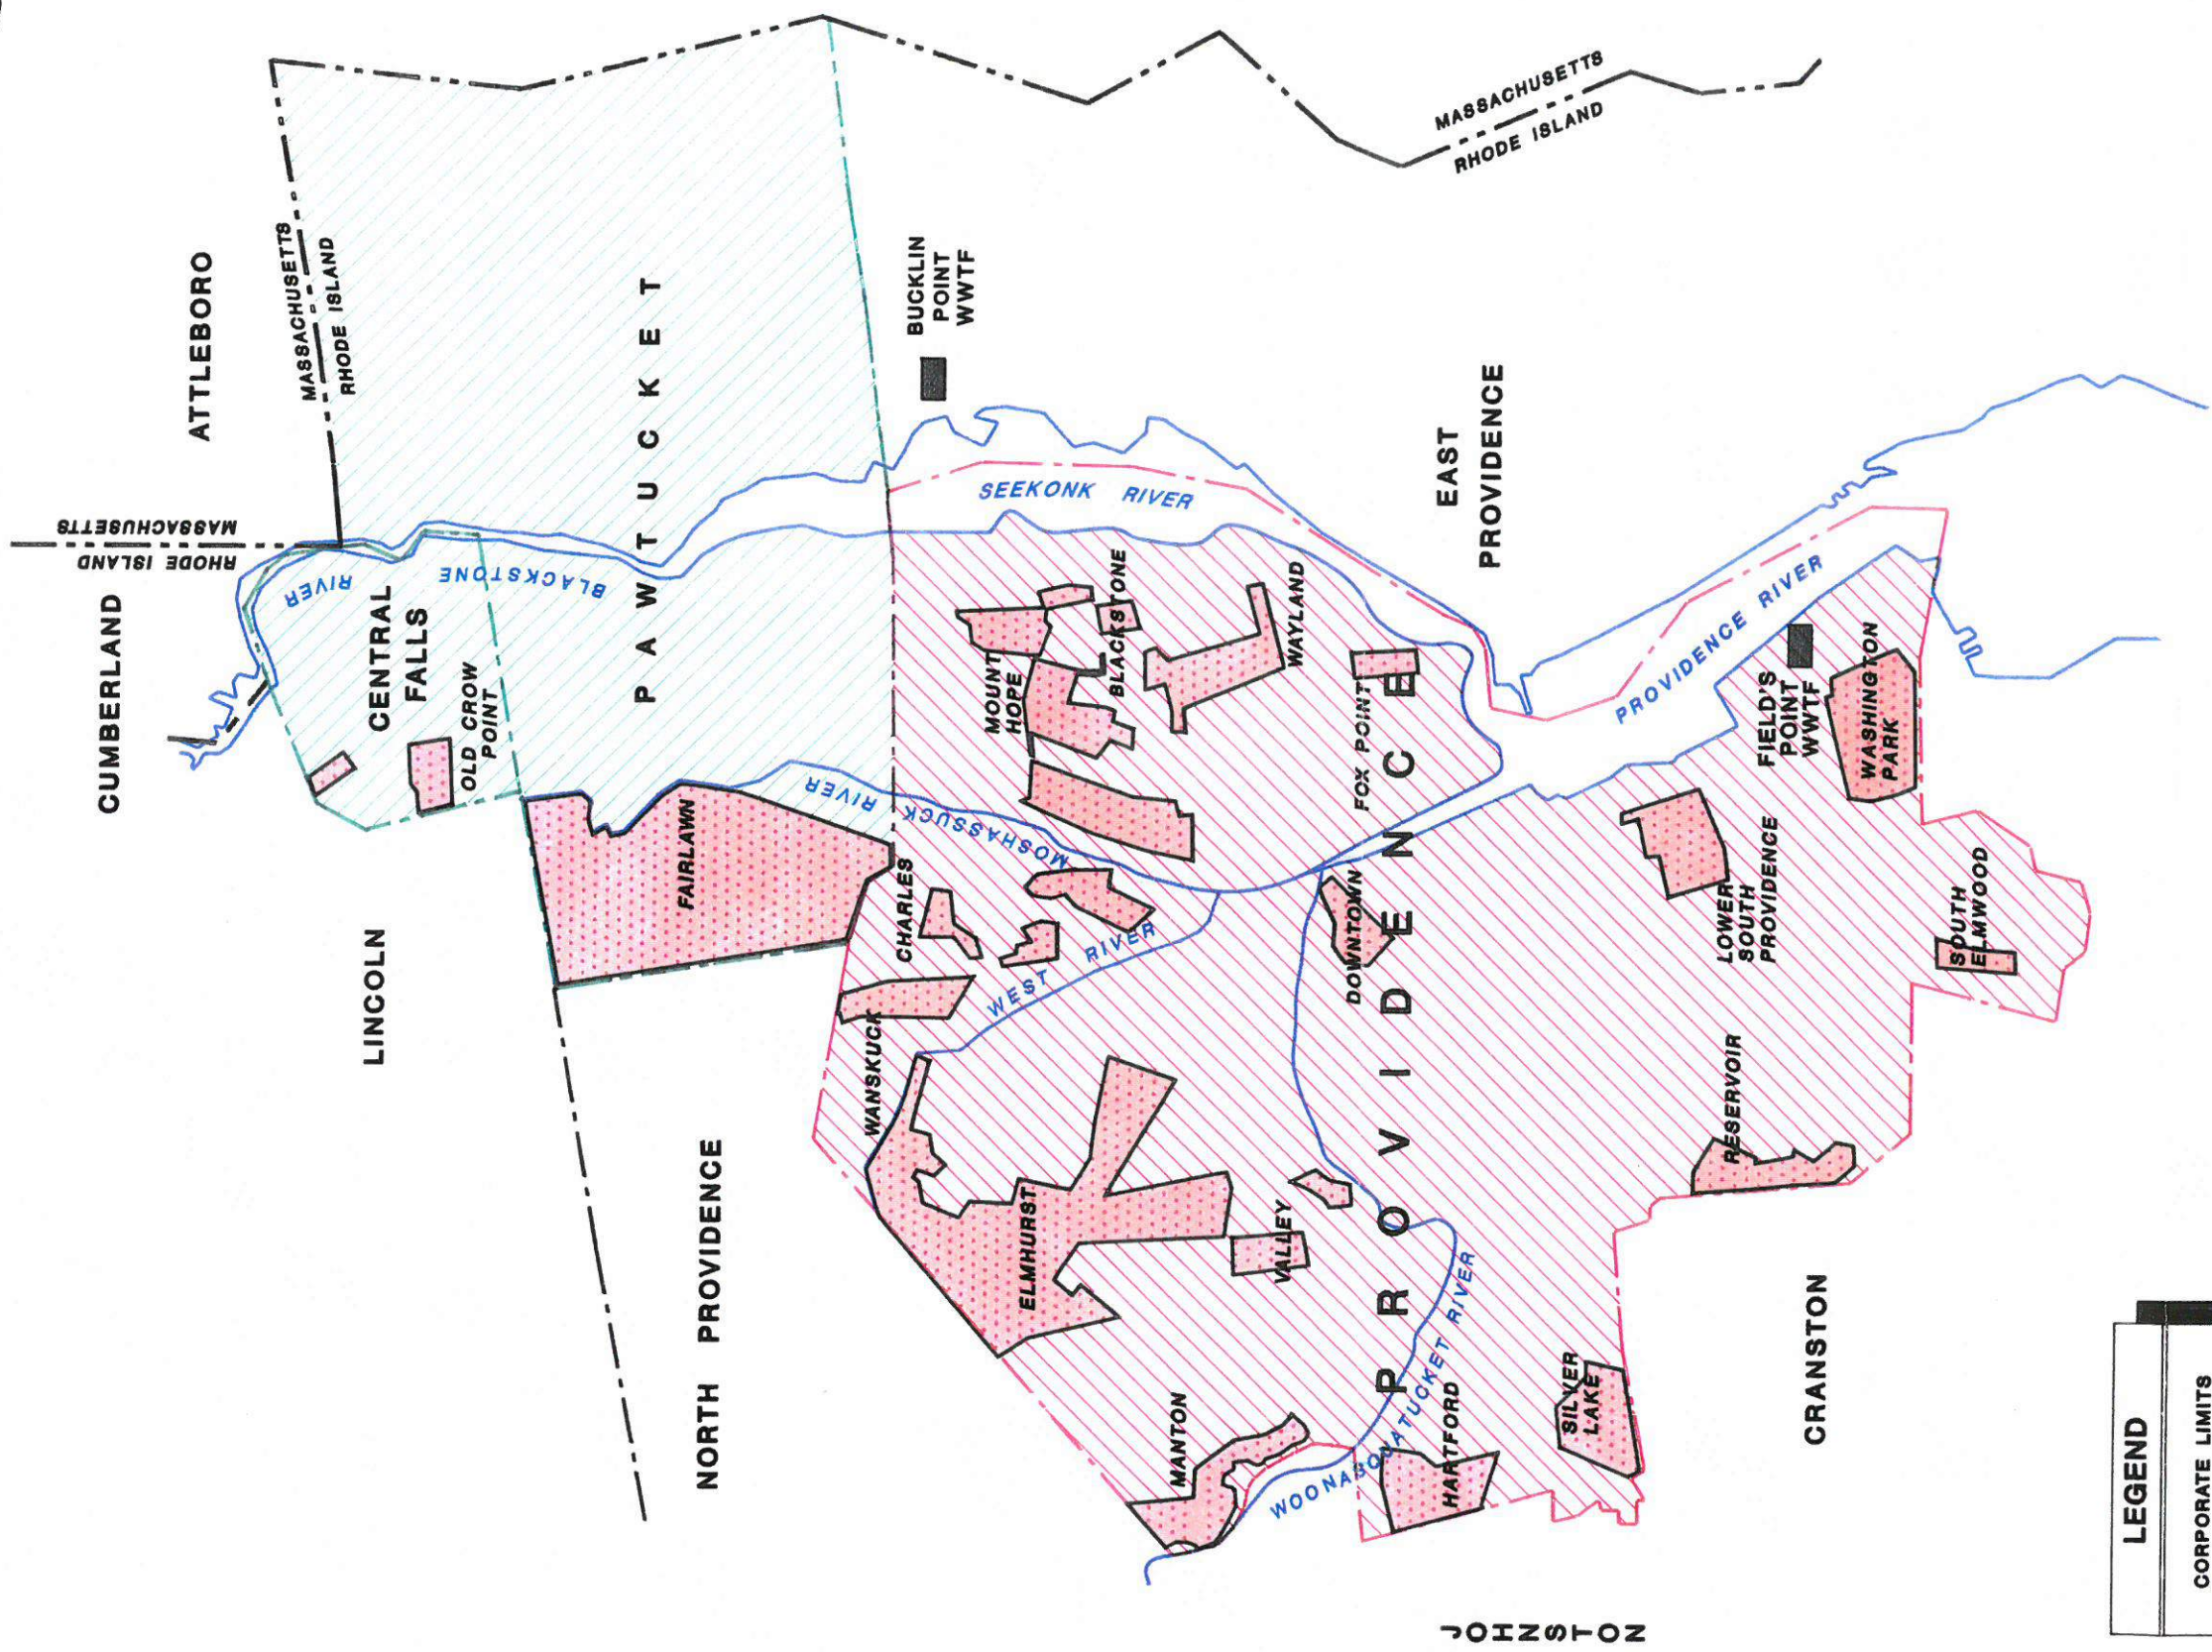 ATTLEBORO
MASSACHUSETTS
RHODE ISLAND
MASSACHUSETTS
RHODE ISLAND
CUMBERLAND
MASSACHUSETTS
RHODE ISLAND
BLACKSTONE RIVER
CENTRAL
FALLS
OLD CROW
POINT
PAWTUCKET
LINCOLN
FAIRLAWN
MOSHASSUCK RIVER
BUCKLIN
POINT
WWTF
SEEKONK RIVER
EAST
PROVIDENCE
MOUNT
HOPE
BLACKSTONE
WAYLAND
FOX POINT
PROVIDENCE RIVER
FIELD'S
POINT
WWTF
WASHINGTON
PARK
CHARLES
WEST RIVER
WANSKUCK
DOWNTOWN
LOWER
SOUTH
PROVIDENCE
SOUTH
ELMWOOD
PROVIDENCE
NORTH PROVIDENCE
ELMHURST
VALLEY
RESERVOIR
MANTON
WOONASQUATUCKET RIVER
HARTFORD
SILVER
LAKE
CRANSTON
JOHNSTON
LEGEND
CORPORATE LIMITS